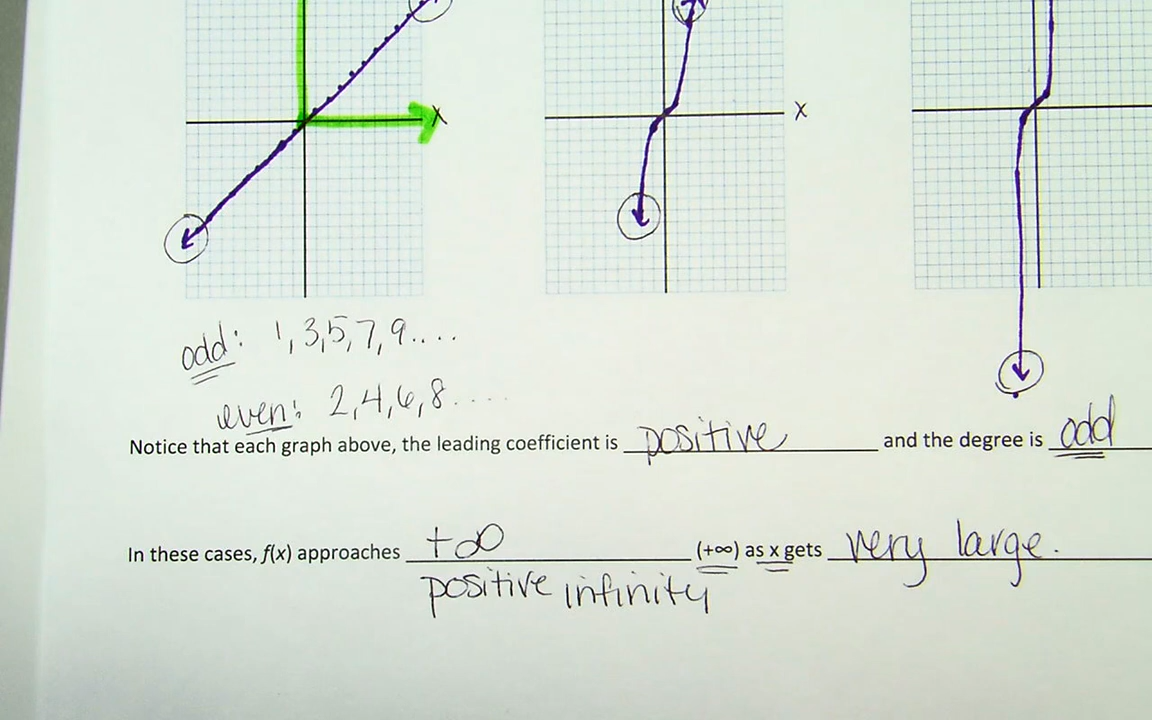 X
X
odd: 1, 3, 5, 7, 9....
even: 2, 4, 6, 8....
Notice that each graph above, the leading coefficient is positive and the degree is odd
In these cases, f(x) approaches +∞ (+∞) as x gets very large.
positive infinity